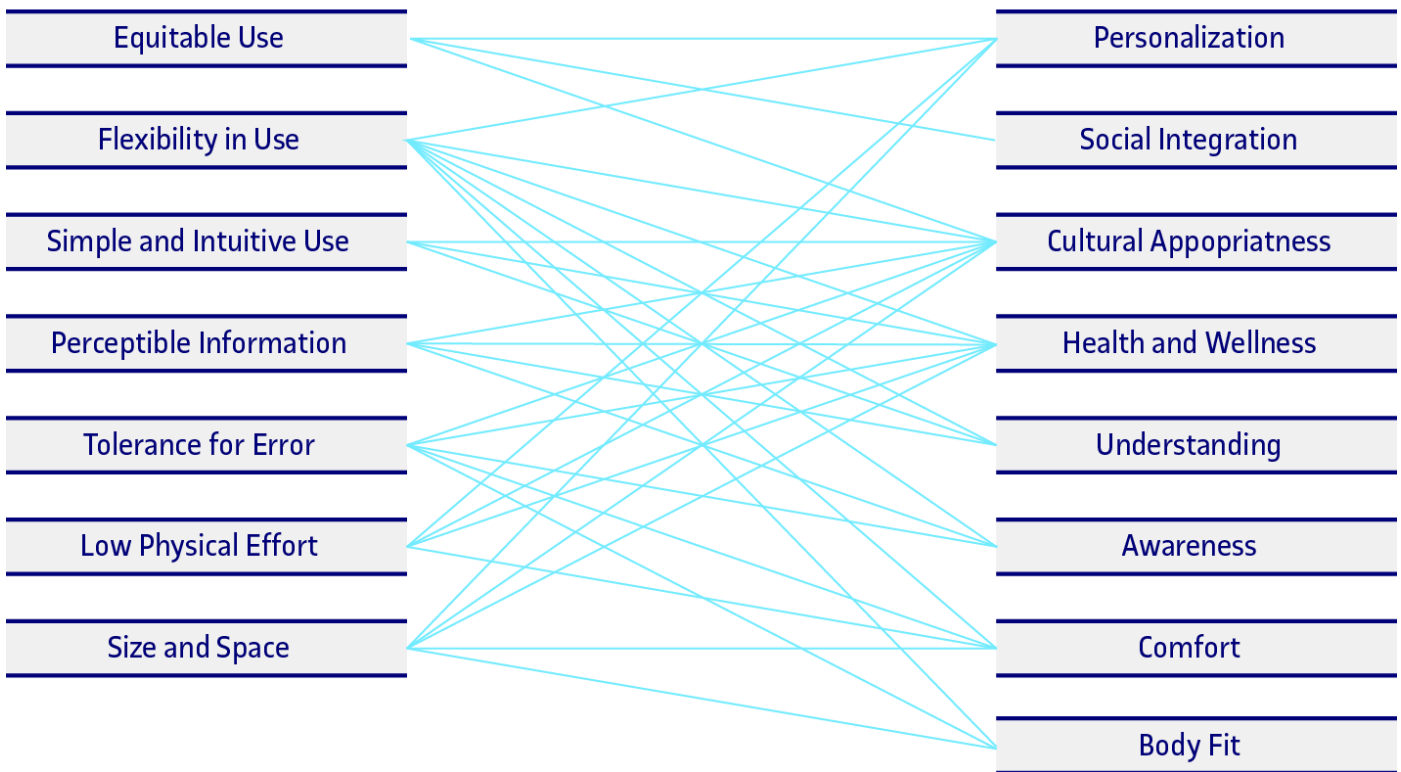 Equitable Use
Personalization
Flexibility in Use
Social Integration
Simple and Intuitive Use
Cultural Appopriatness
Perceptible Information
Health and Wellness
Tolerance for Error
Understanding
Low Physical Effort
Awareness
Size and Space
Comfort
Body Fit